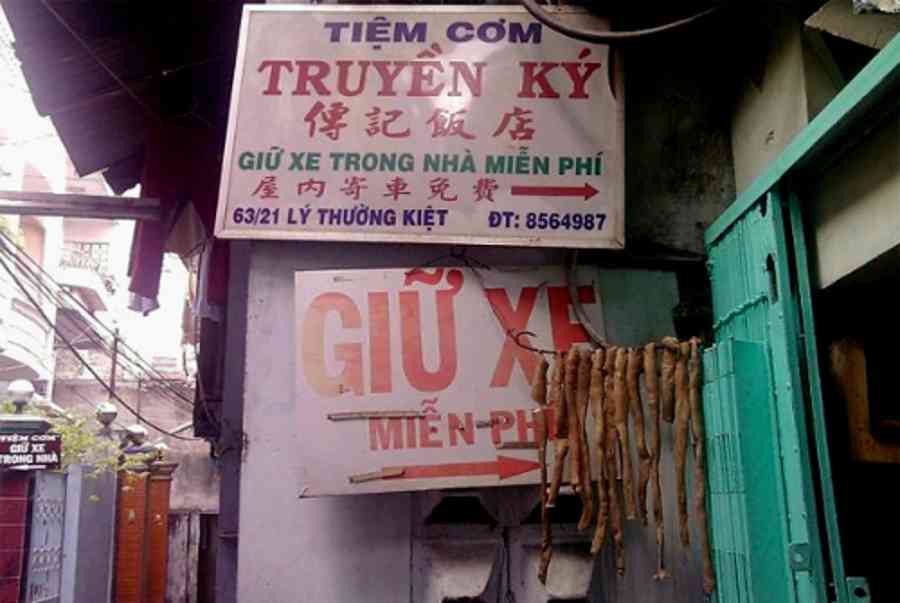 TIỆM CƠM
TRUYỀN KÝ
傳記飯店
GIỮ XE TRONG NHÀ MIỄN PHÍ
屋内寄車免費
63/21 LÝ THƯỜNG KIỆT ĐT: 8564987
GIỮ XE
MIỄN PHÍ
TIỆM CƠM
GIỮ XE
TRONG NHÀ